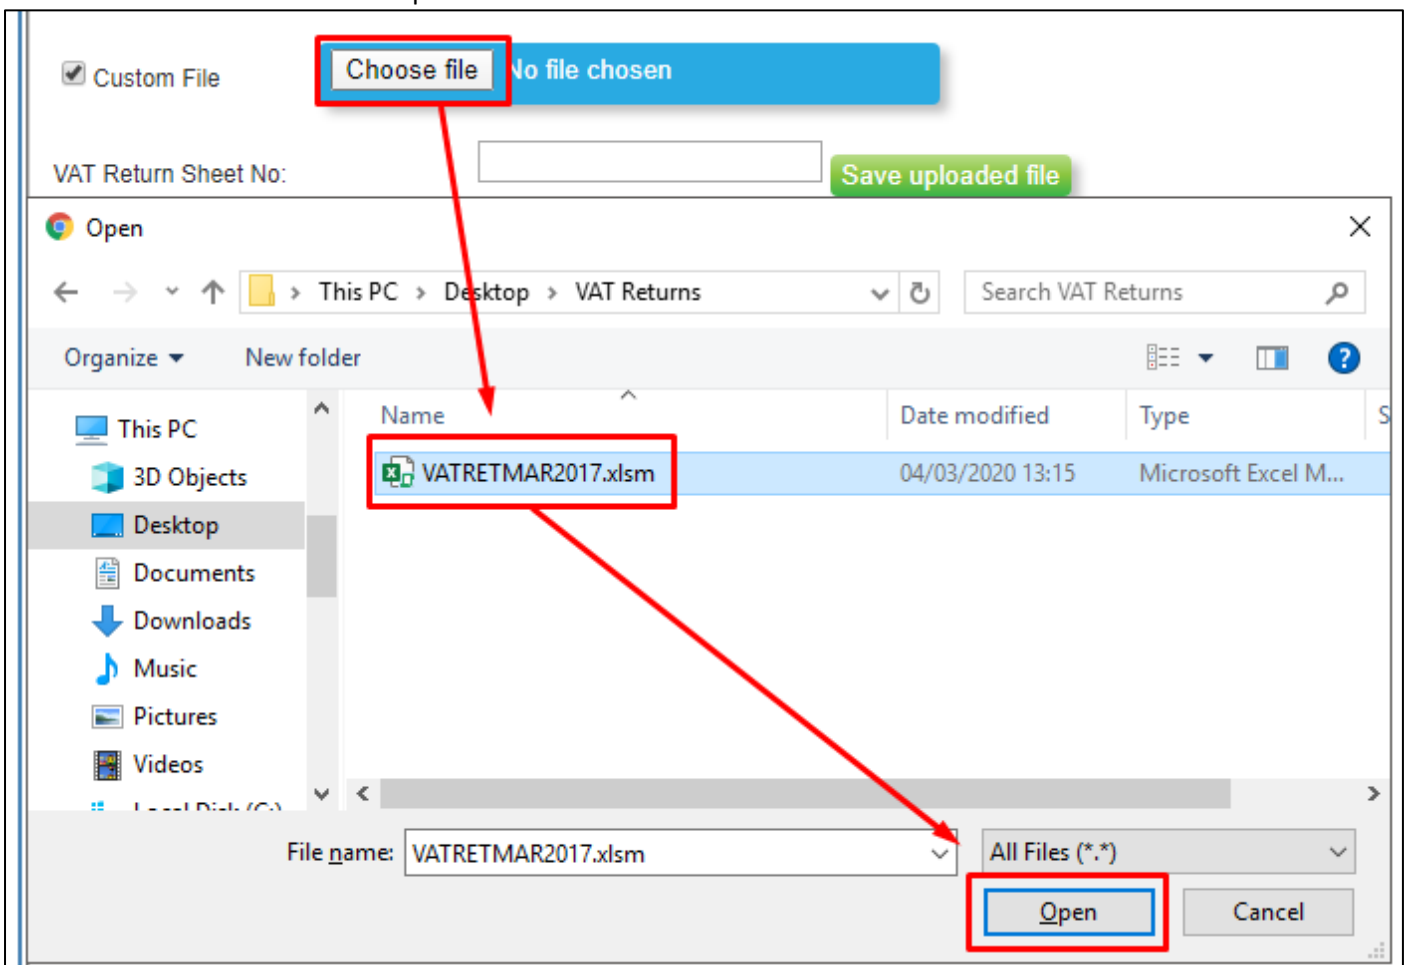 Custom File
Choose file No file chosen
VAT Return Sheet No:
Save uploaded file
Open
This PC > Desktop > VAT Returns
Search VAT Returns
Organize
New folder
?
Name
Date modified
Type
S
This PC
3D Objects
Desktop
Documents
Downloads
Music
Pictures
Videos
Local Disk (C:)
VATRETMAR2017.xlsm
04/03/2020 13:15
Microsoft Excel M...
File name:
VATRETMAR2017.xlsm
All Files (*.*)
Open
Cancel